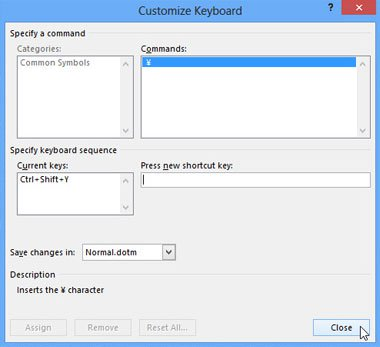 Customize Keyboard
?
Specify a command
Categories:
Commands:
Common Symbols
¥
Specify keyboard sequence
Current keys:
Press new shortcut key:
Ctrl+Shift+Y
Save changes in:
Normal.dotm
Description
Inserts the ¥ character
Assign
Remove
Reset All...
Close